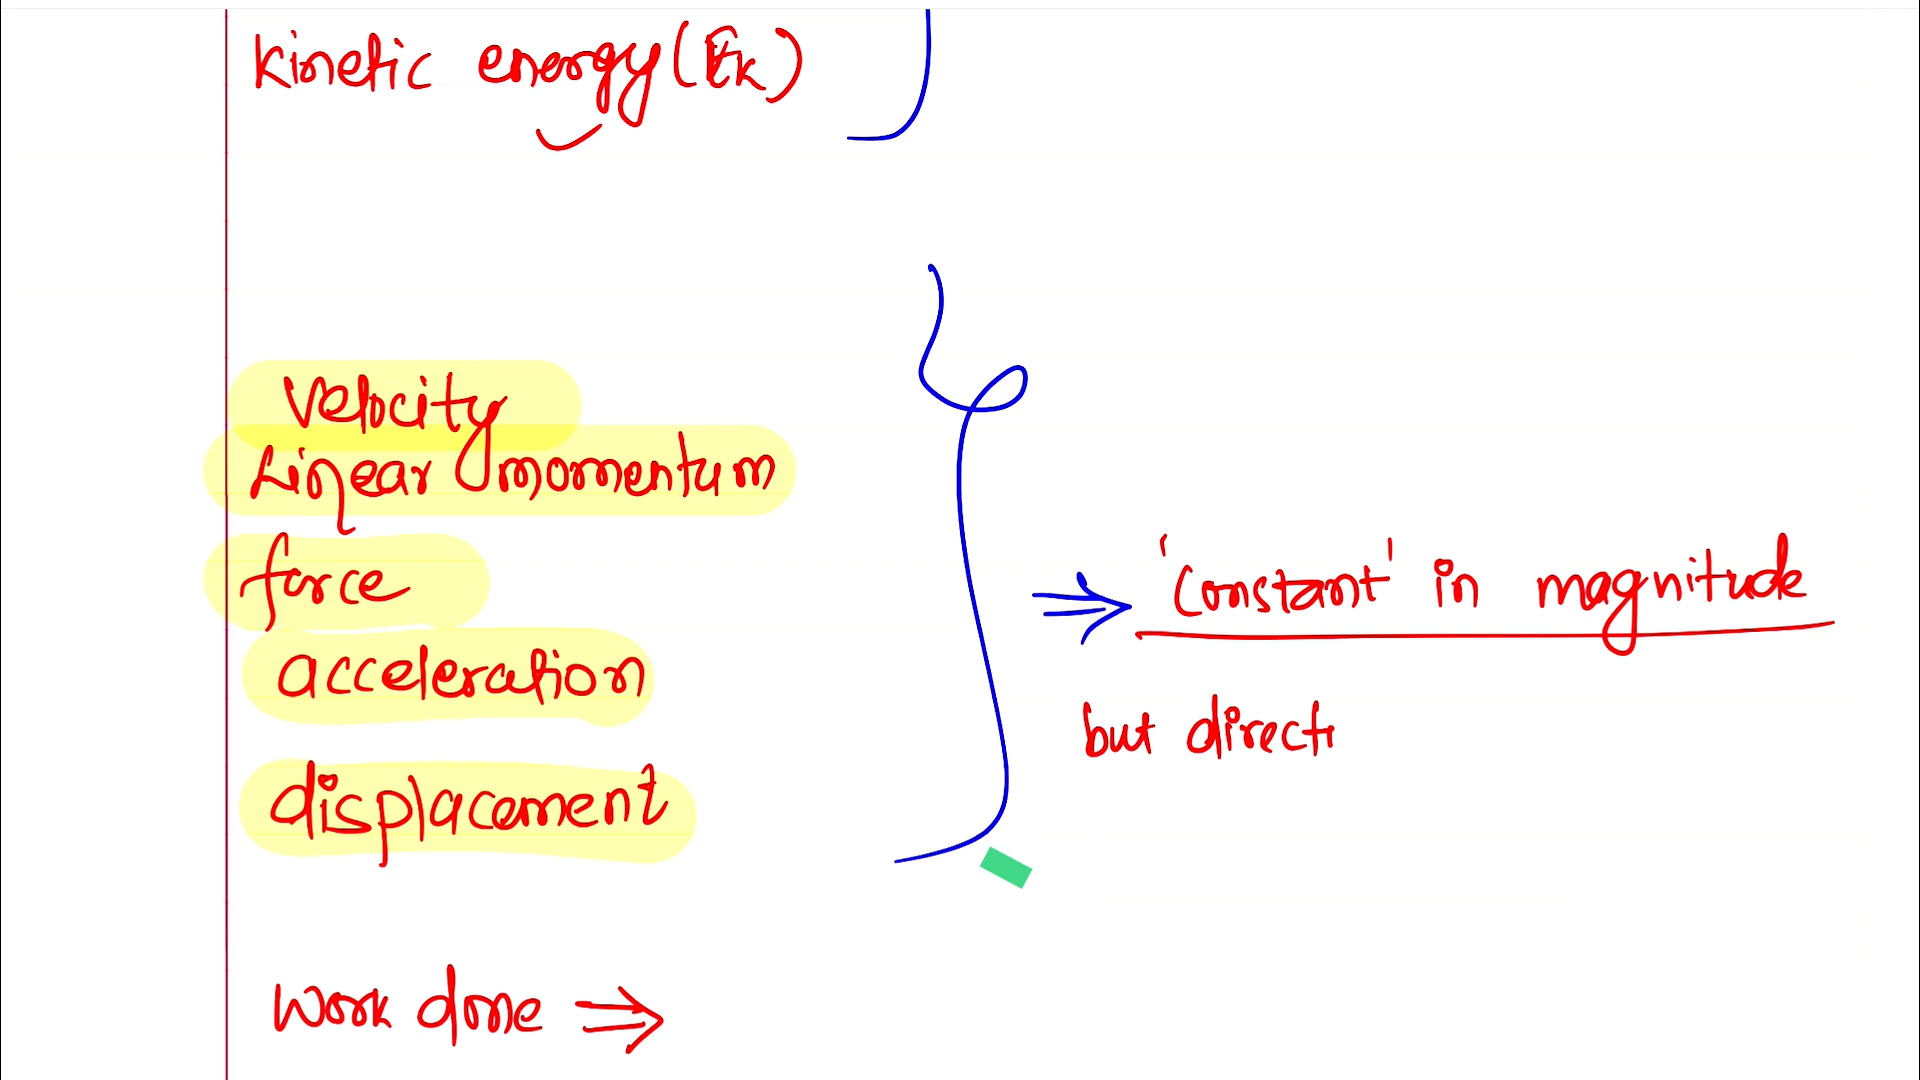 Kinetic energy (Ek)
Velocity
Linear momentum
force
acceleration
displacement
'constant' in magnitude
but directi
Work done ⇒